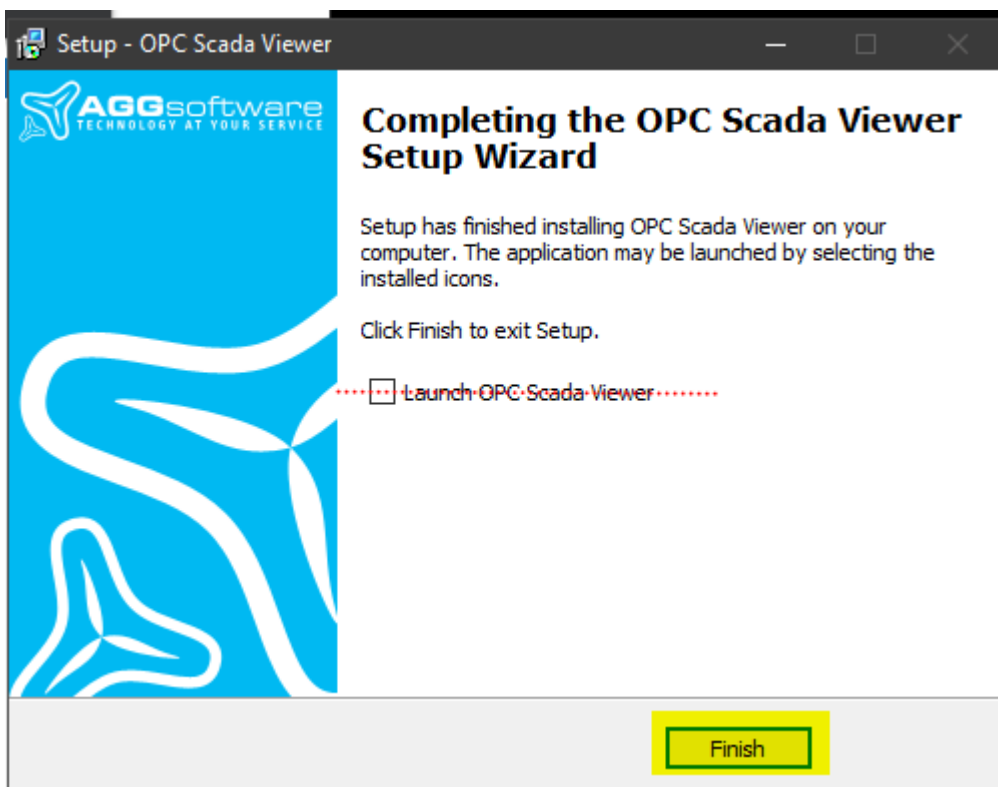 Setup - OPC Scada Viewer
AGGsoftware
TECHNOLOGY AT YOUR SERVICE
Completing the OPC Scada Viewer
Setup Wizard
Setup has finished installing OPC Scada Viewer on your
computer. The application may be launched by selecting the
installed icons.
Click Finish to exit Setup.
Launch OPC Scada Viewer
Finish